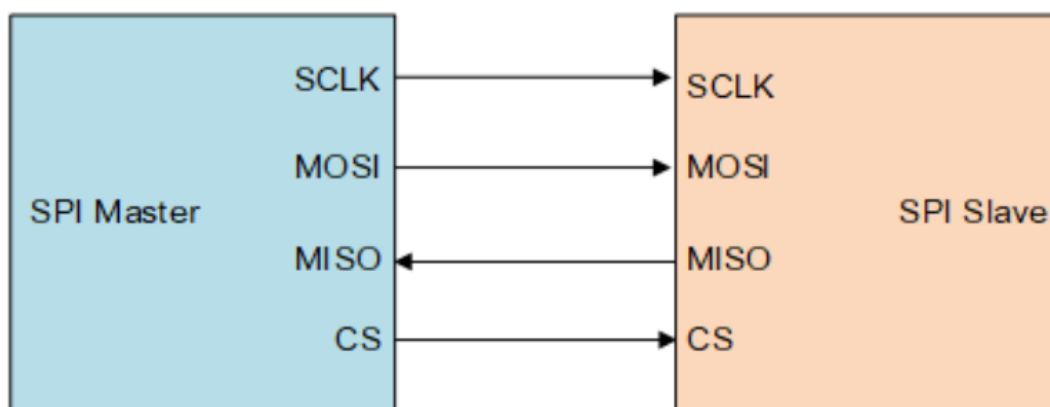 SCLK
SCLK
MOSI
MOSI
SPI Master
SPI Slave
MISO
MISO
CS
CS